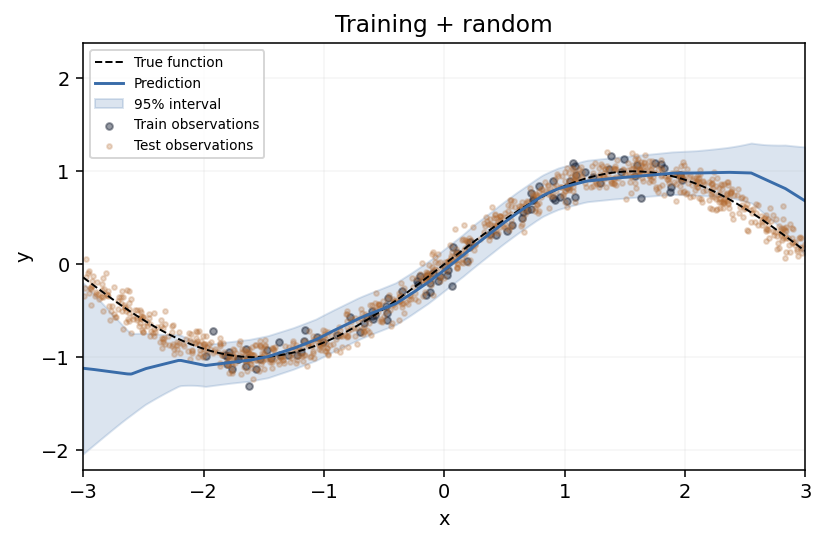 Training + random
True function
Prediction
95% interval
Train observations
Test observations
y
2
1
0
−1
−2
−3 −2 −1 0 1 2 3
x